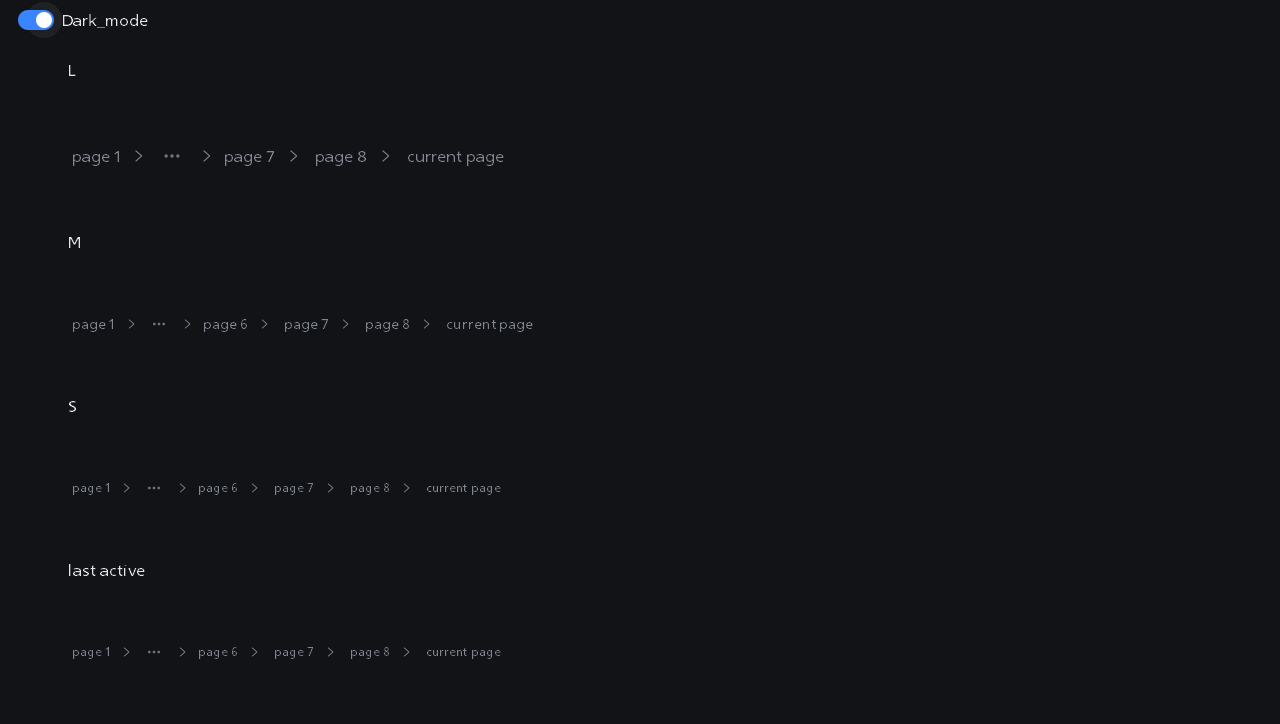 Dark_mode
L
page 1 > ••• > page 7 > page 8 > current page
M
page 1 > ••• > page 6 > page 7 > page 8 > current page
S
page 1 > ••• > page 6 > page 7 > page 8 > current page
last active
page 1 > ••• > page 6 > page 7 > page 8 > current page